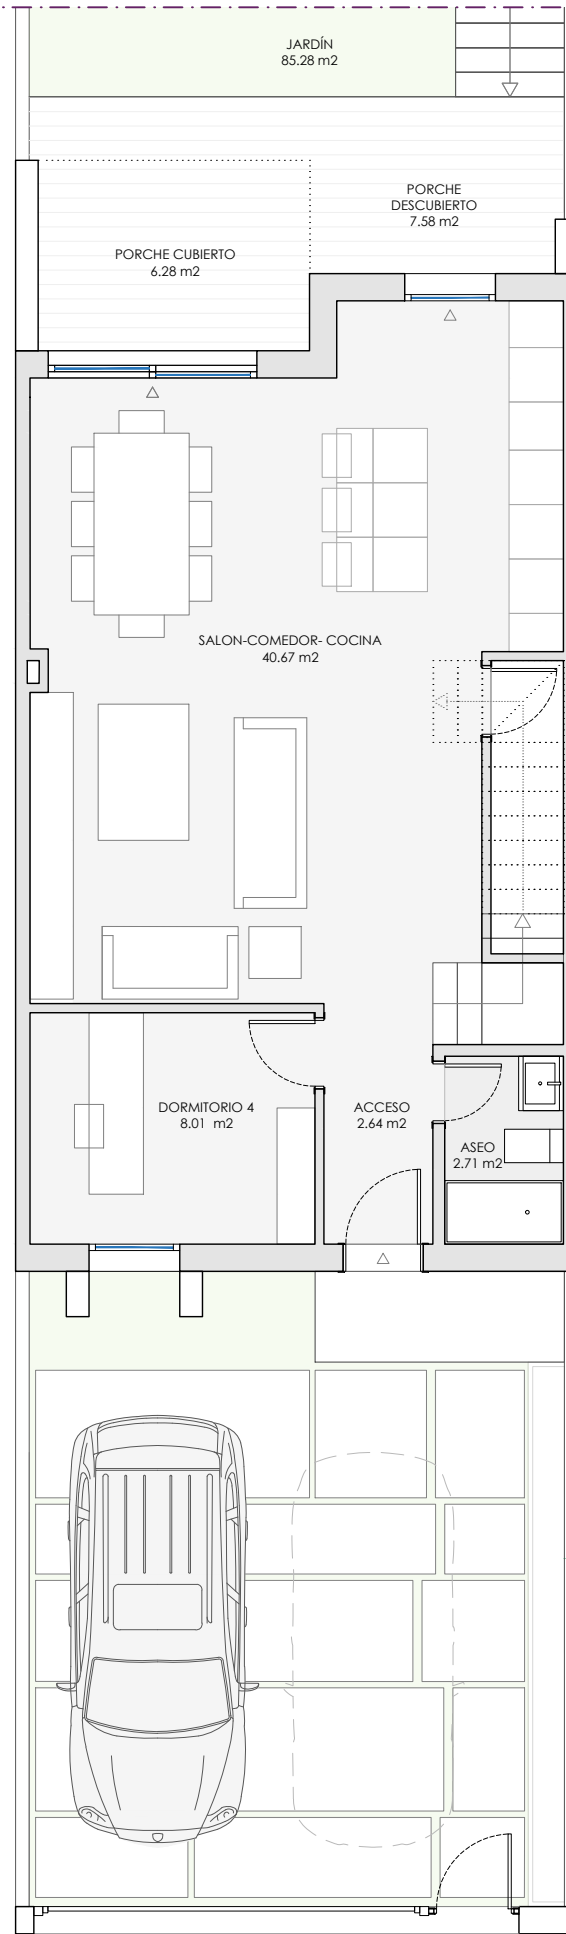 JARDÍN
85.28 m2
PORCHE
DESCUBIERTO
7.58 m2
PORCHE CUBIERTO
6.28 m2
SALON-COMEDOR- COCINA
40.67 m2
DORMITORIO 4
8.01 m2
ACCESO
2.64 m2
ASEO
2.71 m2